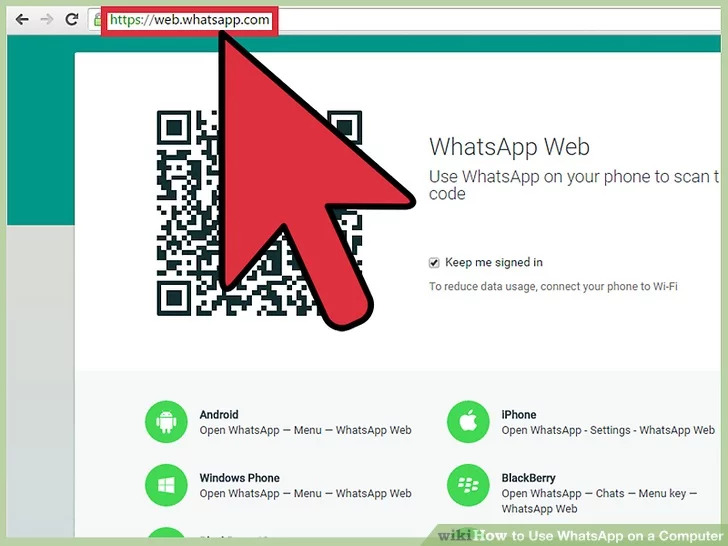 https://web.whatsapp.com
WhatsApp Web
Use WhatsApp on your phone to scan t
code
Keep me signed in
To reduce data usage, connect your phone to Wi-Fi
Android
Open WhatsApp — Menu — WhatsApp Web
iPhone
Open WhatsApp - Settings - WhatsApp Web
Windows Phone
Open WhatsApp — Menu — WhatsApp Web
BlackBerry
Open WhatsApp — Chats — Menu key —
WhatsApp Web
wikiHow to Use WhatsApp on a Computer